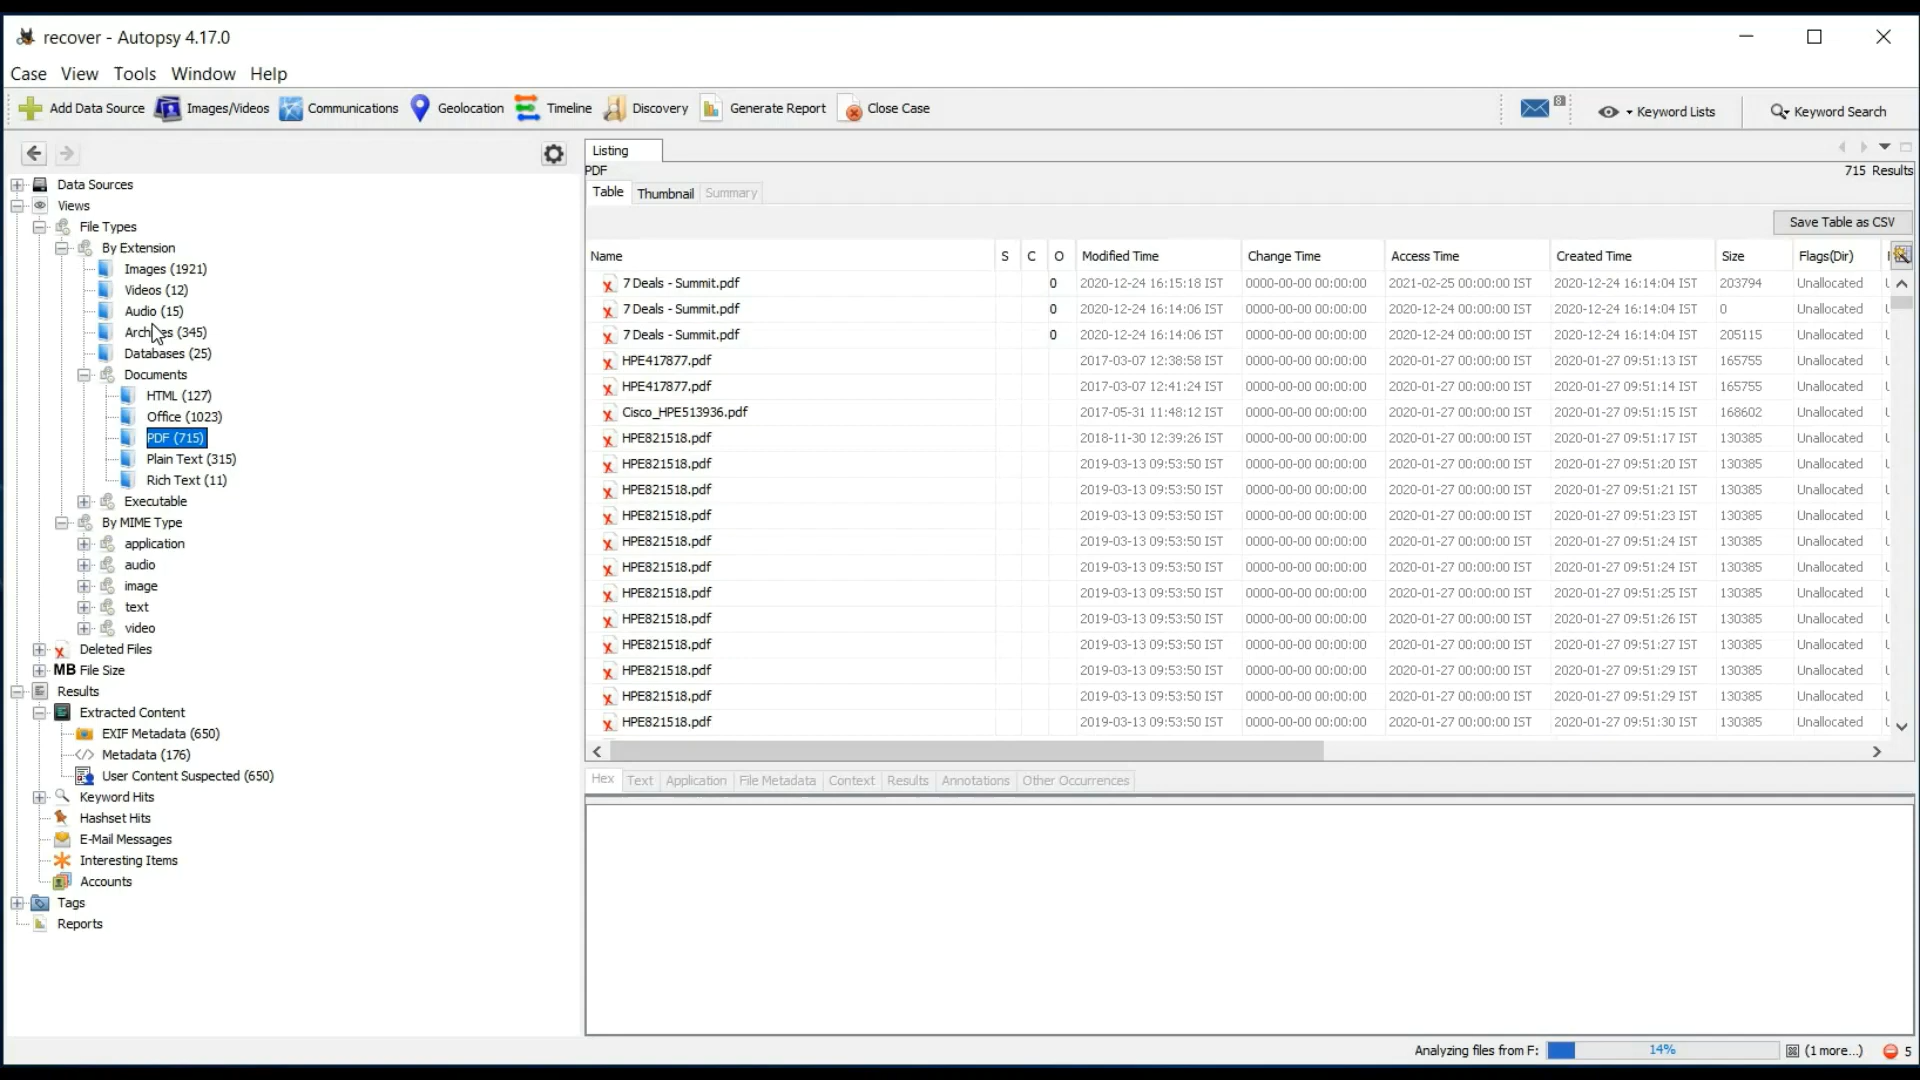 recover - Autopsy 4.17.0
Case View Tools Window Help
Add Data Source Images/Videos Communications Geolocation Timeline Discovery Generate Report Close Case 8 Keyword Lists Keyword Search
Data Sources
Views
File Types
By Extension
Images (1921)
Videos (12)
Audio (15)
Archives (345)
Databases (25)
Documents
HTML (127)
Office (1023)
PDF (715)
Plain Text (315)
Rich Text (11)
Executable
By MIME Type
application
audio
image
text
video
Deleted Files
MB File Size
Results
Extracted Content
EXIF Metadata (650)
Metadata (176)
User Content Suspected (650)
Keyword Hits
Hashset Hits
E-Mail Messages
Interesting Items
Accounts
Tags
Reports
Listing
PDF 715 Results
Table Thumbnail Summary
Save Table as CSV
Name S C O Modified Time Change Time Access Time Created Time Size Flags(Dir)
7 Deals - Summit.pdf 0 2020-12-24 16:15:18 IST 0000-00-00 00:00:00 2021-02-25 00:00:00 IST 2020-12-24 16:14:04 IST 203794 Unallocated
7 Deals - Summit.pdf 0 2020-12-24 16:14:06 IST 0000-00-00 00:00:00 2020-12-24 00:00:00 IST 2020-12-24 16:14:04 IST 0 Unallocated
7 Deals - Summit.pdf 0 2020-12-24 16:14:06 IST 0000-00-00 00:00:00 2020-12-24 00:00:00 IST 2020-12-24 16:14:04 IST 205115 Unallocated
HPE417877.pdf 2017-03-07 12:38:58 IST 0000-00-00 00:00:00 2020-01-27 00:00:00 IST 2020-01-27 09:51:13 IST 165755 Unallocated
HPE417877.pdf 2017-03-07 12:41:24 IST 0000-00-00 00:00:00 2020-01-27 00:00:00 IST 2020-01-27 09:51:14 IST 165755 Unallocated
Cisco_HPE513936.pdf 2017-05-31 11:48:12 IST 0000-00-00 00:00:00 2020-01-27 00:00:00 IST 2020-01-27 09:51:15 IST 168602 Unallocated
HPE821518.pdf 2018-11-30 12:39:26 IST 0000-00-00 00:00:00 2020-01-27 00:00:00 IST 2020-01-27 09:51:17 IST 130385 Unallocated
HPE821518.pdf 2019-03-13 09:53:50 IST 0000-00-00 00:00:00 2020-01-27 00:00:00 IST 2020-01-27 09:51:20 IST 130385 Unallocated
HPE821518.pdf 2019-03-13 09:53:50 IST 0000-00-00 00:00:00 2020-01-27 00:00:00 IST 2020-01-27 09:51:21 IST 130385 Unallocated
HPE821518.pdf 2019-03-13 09:53:50 IST 0000-00-00 00:00:00 2020-01-27 00:00:00 IST 2020-01-27 09:51:23 IST 130385 Unallocated
HPE821518.pdf 2019-03-13 09:53:50 IST 0000-00-00 00:00:00 2020-01-27 00:00:00 IST 2020-01-27 09:51:24 IST 130385 Unallocated
HPE821518.pdf 2019-03-13 09:53:50 IST 0000-00-00 00:00:00 2020-01-27 00:00:00 IST 2020-01-27 09:51:24 IST 130385 Unallocated
HPE821518.pdf 2019-03-13 09:53:50 IST 0000-00-00 00:00:00 2020-01-27 00:00:00 IST 2020-01-27 09:51:25 IST 130385 Unallocated
HPE821518.pdf 2019-03-13 09:53:50 IST 0000-00-00 00:00:00 2020-01-27 00:00:00 IST 2020-01-27 09:51:26 IST 130385 Unallocated
HPE821518.pdf 2019-03-13 09:53:50 IST 0000-00-00 00:00:00 2020-01-27 00:00:00 IST 2020-01-27 09:51:27 IST 130385 Unallocated
HPE821518.pdf 2019-03-13 09:53:50 IST 0000-00-00 00:00:00 2020-01-27 00:00:00 IST 2020-01-27 09:51:29 IST 130385 Unallocated
HPE821518.pdf 2019-03-13 09:53:50 IST 0000-00-00 00:00:00 2020-01-27 00:00:00 IST 2020-01-27 09:51:29 IST 130385 Unallocated
HPE821518.pdf 2019-03-13 09:53:50 IST 0000-00-00 00:00:00 2020-01-27 00:00:00 IST 2020-01-27 09:51:30 IST 130385 Unallocated
Hex Text Application File Metadata Context Results Annotations Other Occurrences
Analyzing files from F: 14% (1 more...) 5